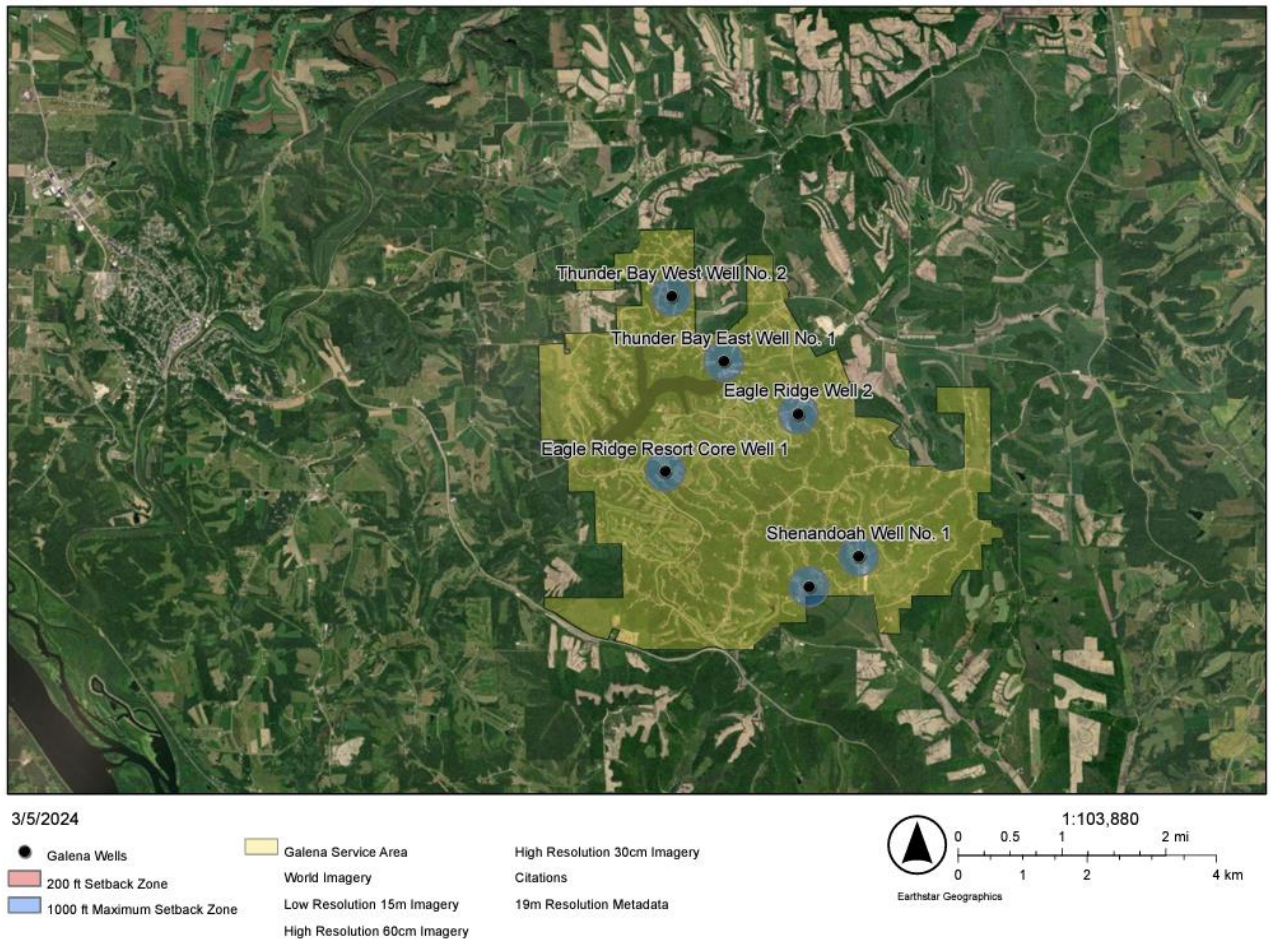 Thunder Bay West Well No. 2
Thunder Bay East Well No. 1
Eagle Ridge Well 2
Eagle Ridge Resort Core Well 1
Shenandoah Well No. 1
3/5/2024
Galena Wells
200 ft Setback Zone
1000 ft Maximum Setback Zone
Galena Service Area
World Imagery
Low Resolution 15m Imagery
High Resolution 60cm Imagery
High Resolution 30cm Imagery
Citations
19m Resolution Metadata
1:103,880
0 0.5 1 2 mi
0 1 2 4 km
Earthstar Geographics